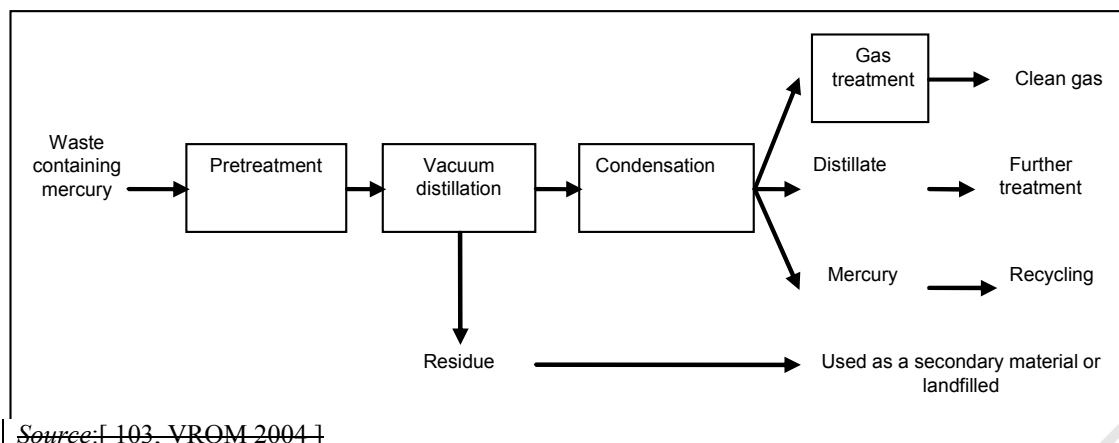 Gas
treatment
Clean gas
Waste
containing
mercury
Pretreatment
Vacuum
distillation
Condensation
Distillate
Further
treatment
Mercury
Recycling
Residue
Used as a secondary material or
landfilled
Source:[ 103, VROM 2004 ]